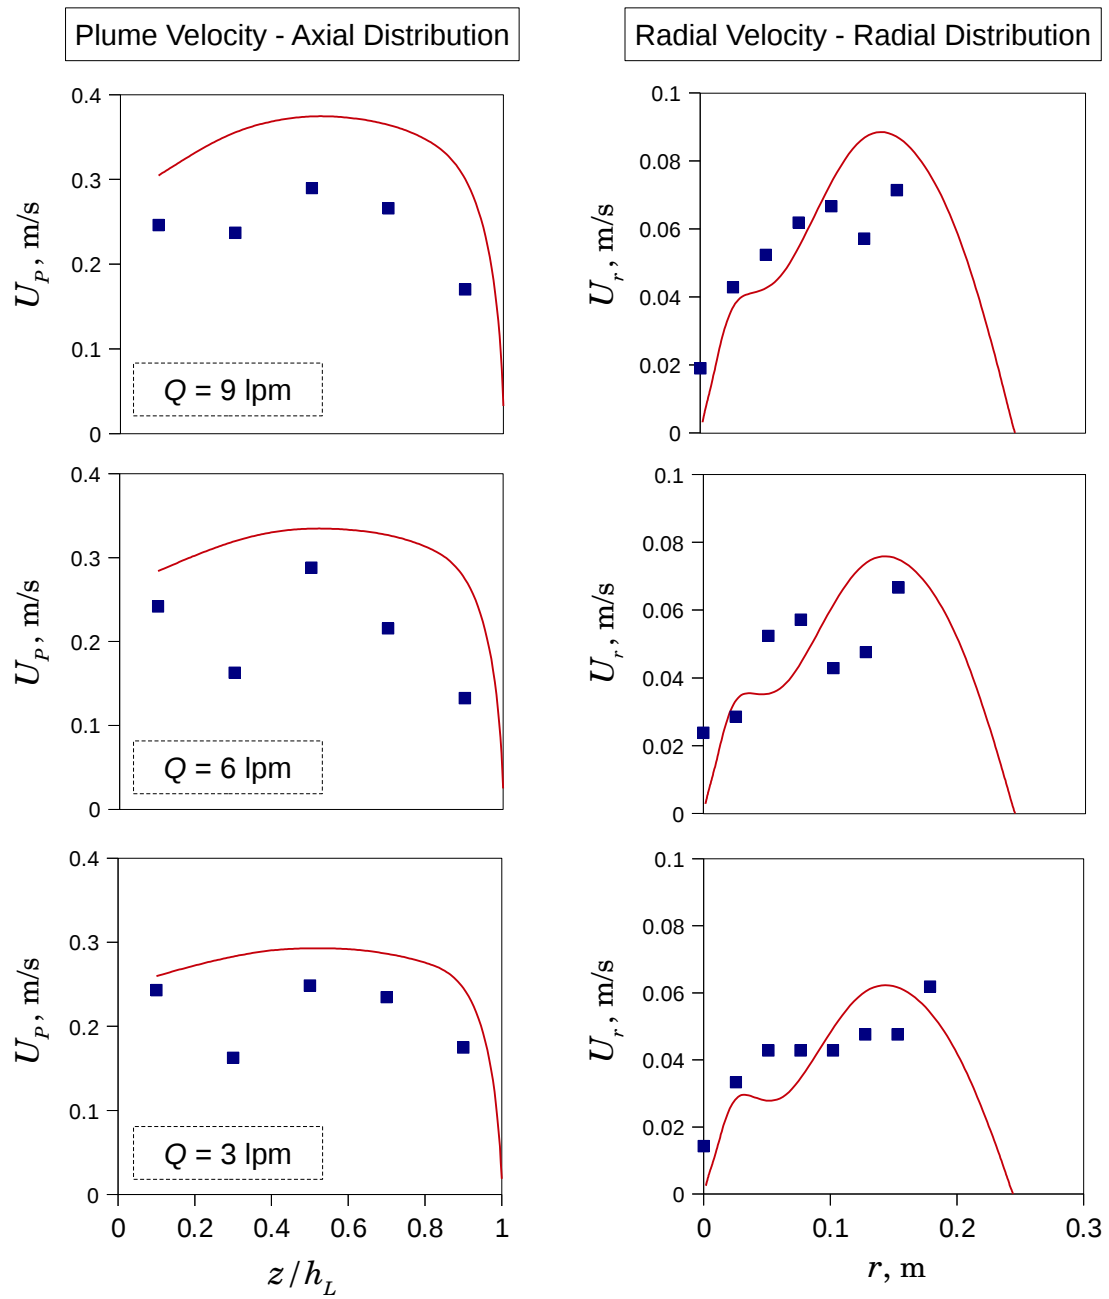 Plume Velocity - Axial Distribution
Radial Velocity - Radial Distribution
0.4
0.3
0.2
0.1
0
U_P, m/s
Q = 9 lpm
0.1
0.08
0.06
0.04
0.02
0
U_r, m/s
0.4
0.3
0.2
0.1
0
U_P, m/s
Q = 6 lpm
0.1
0.08
0.06
0.04
0.02
0
U_r, m/s
0.4
0.3
0.2
0.1
0
U_P, m/s
Q = 3 lpm
0 0.2 0.4 0.6 0.8 1
z/h_L
0.1
0.08
0.06
0.04
0.02
0
U_r, m/s
0 0.1 0.2 0.3
r, m